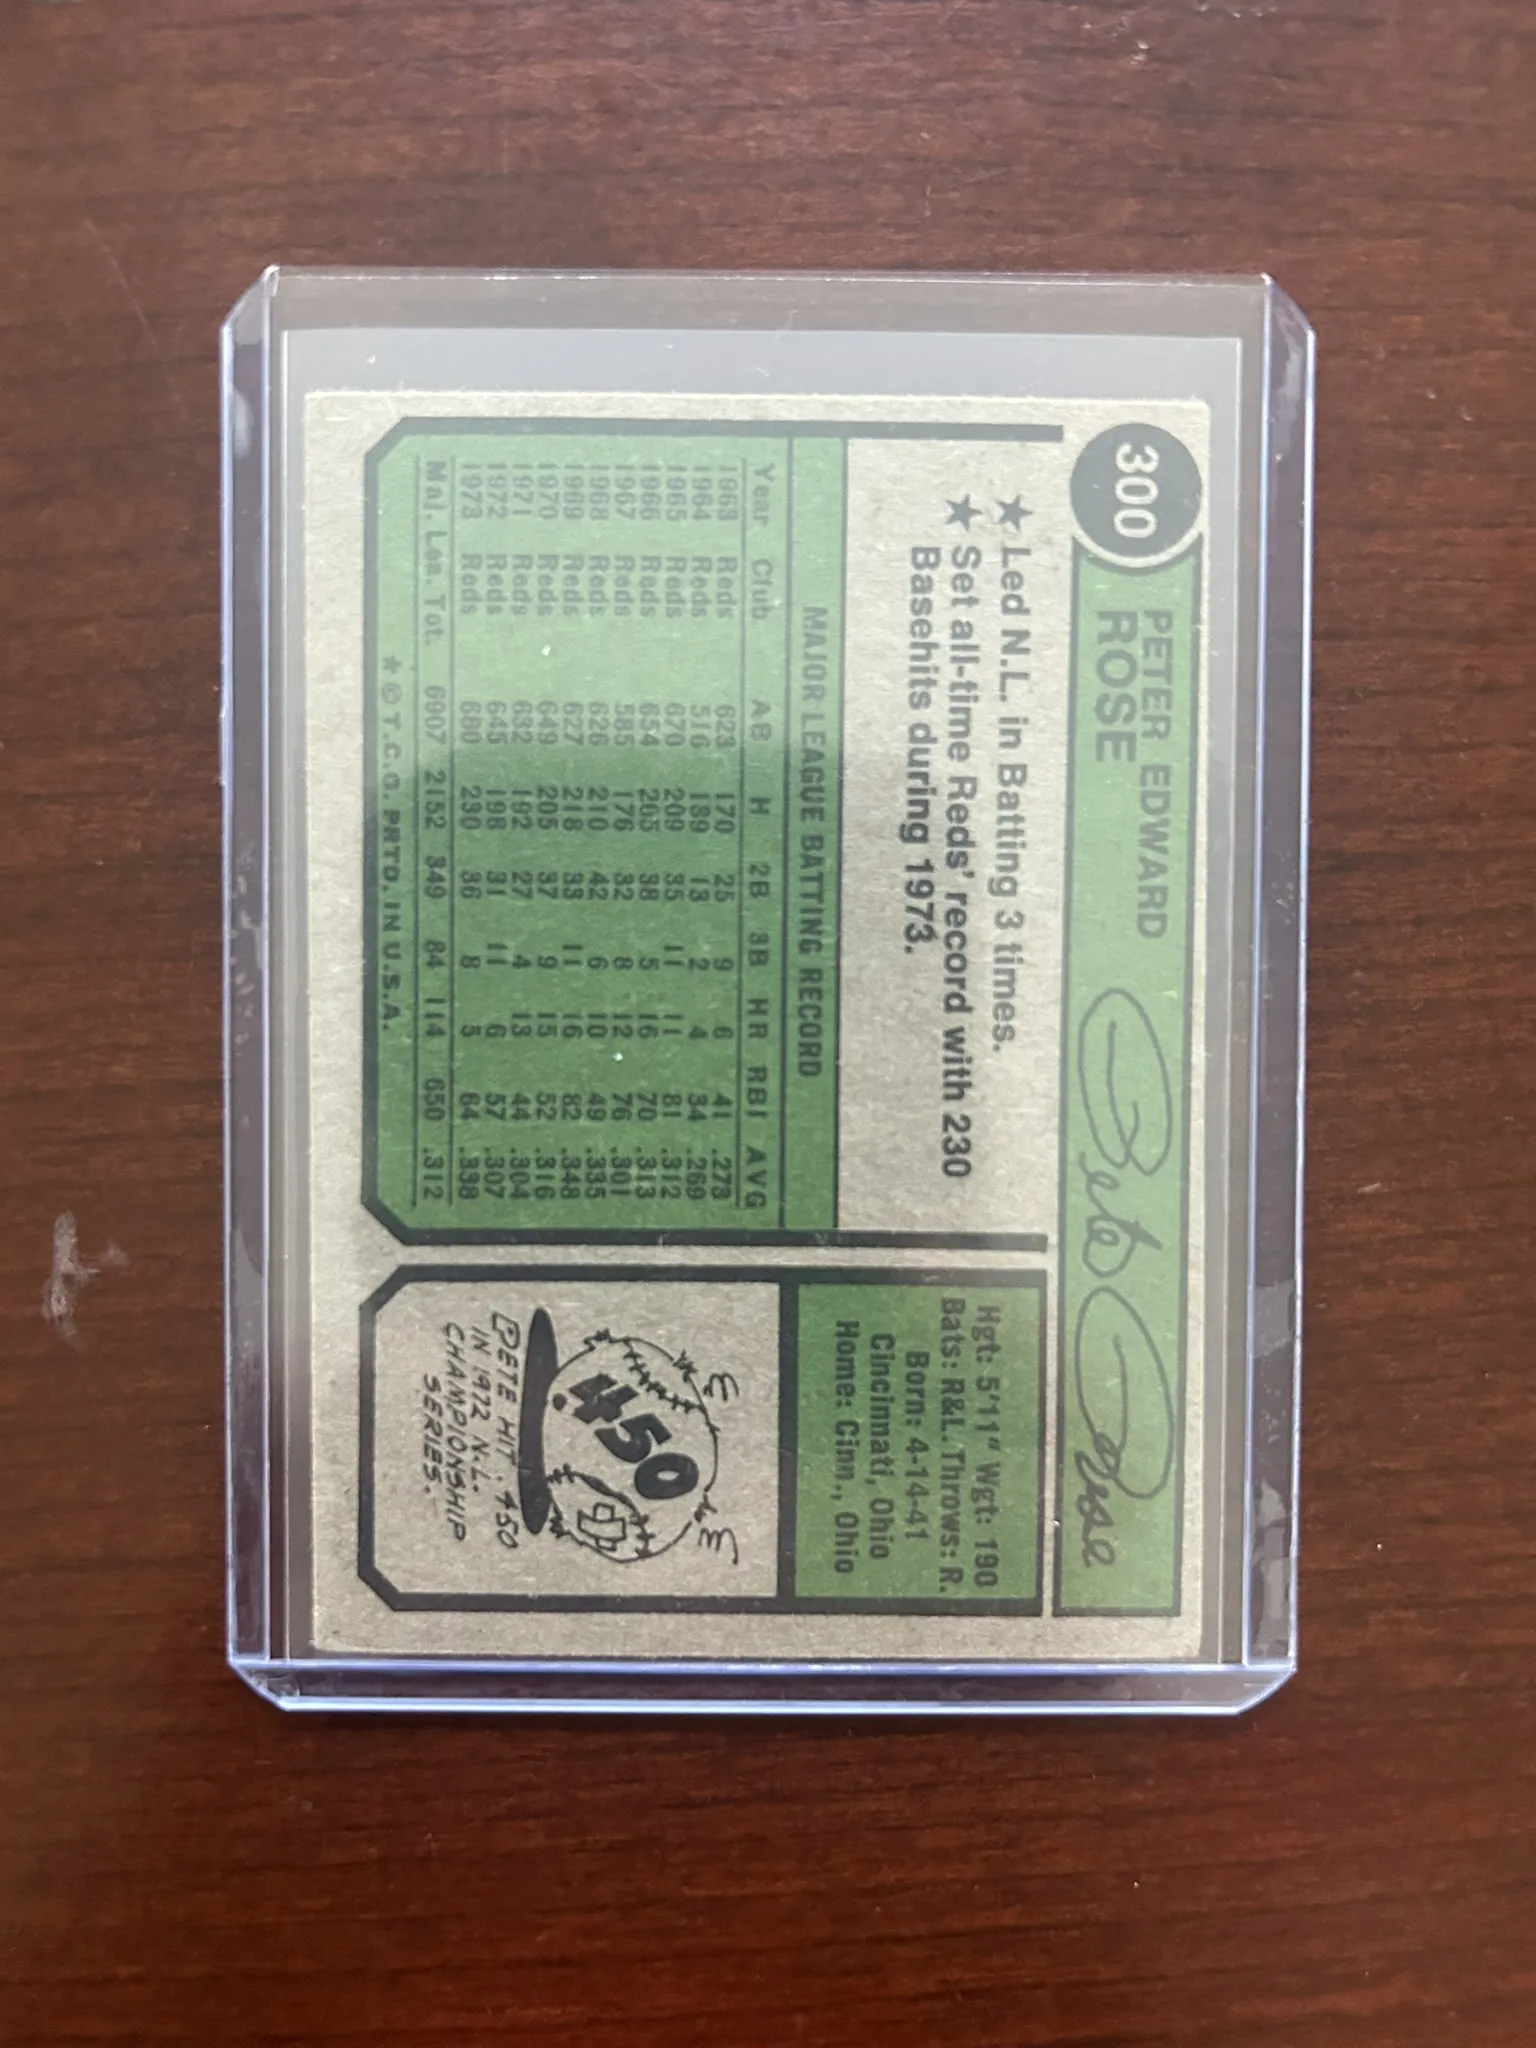 300
PETER EDWARD
ROSE
Pete Rose
★ Led N.L. in Batting 3 times.
★ Set all-time Reds' record with 230
Basehits during 1973.
MAJOR LEAGUE BATTING RECORD
Year Club AB H 2B 3B HR RBI AVG
1963 Reds 623 170 25 9 6 41 .273
1964 Reds 516 139 13 2 4 34 .269
1965 Reds 670 209 35 11 11 81 .312
1966 Reds 654 205 38 5 16 70 .313
1967 Reds 585 176 32 8 12 76 .301
1968 Reds 626 210 42 6 10 49 .335
1969 Reds 627 218 33 11 16 82 .348
1970 Reds 649 205 37 9 15 52 .316
1971 Reds 632 192 27 4 13 44 .304
1972 Reds 645 198 31 11 6 57 .307
1973 Reds 680 230 36 8 5 64 .338
Maj. Lea. Tot. 6907 2152 349 84 114 650 .312
★ © T.C.G. PRTD. IN U.S.A.
Hgt: 5'11" Wgt: 190
Bats: R&L Throws: R.
Born: 4-14-41
Cincinnati, Ohio
Home: Cinn., Ohio
.450
PETE HIT .450
IN 1972 N.L.
CHAMPIONSHIP
SERIES.